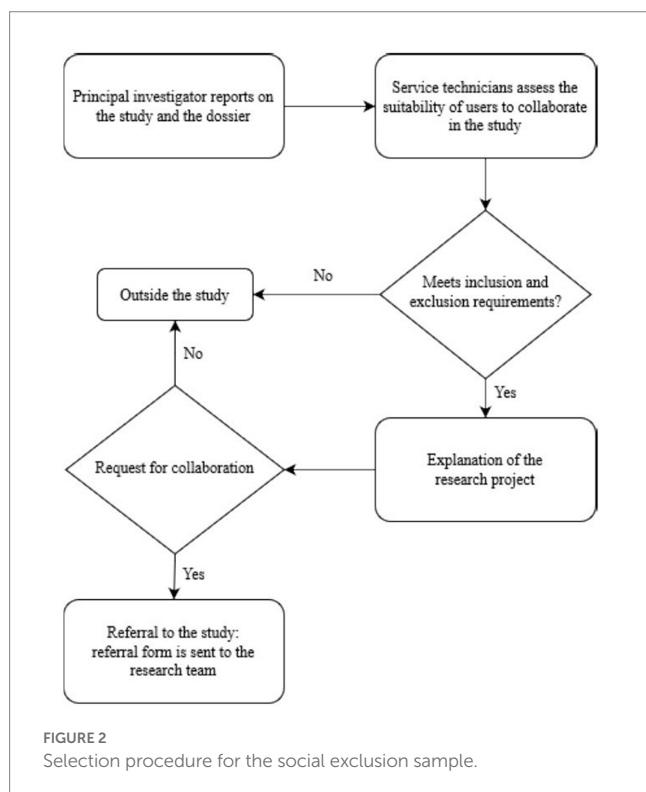 Principal investigator reports on
the study and the dossier
Service technicians assess the
suitability of users to collaborate
in the study
Meets inclusion and
exclusion requirements?
No
Outside the study
No
Yes
Request for collaboration
Explanation of the
research project
Yes
Referral to the study:
referral form is sent to the
research team
FIGURE 2
Selection procedure for the social exclusion sample.